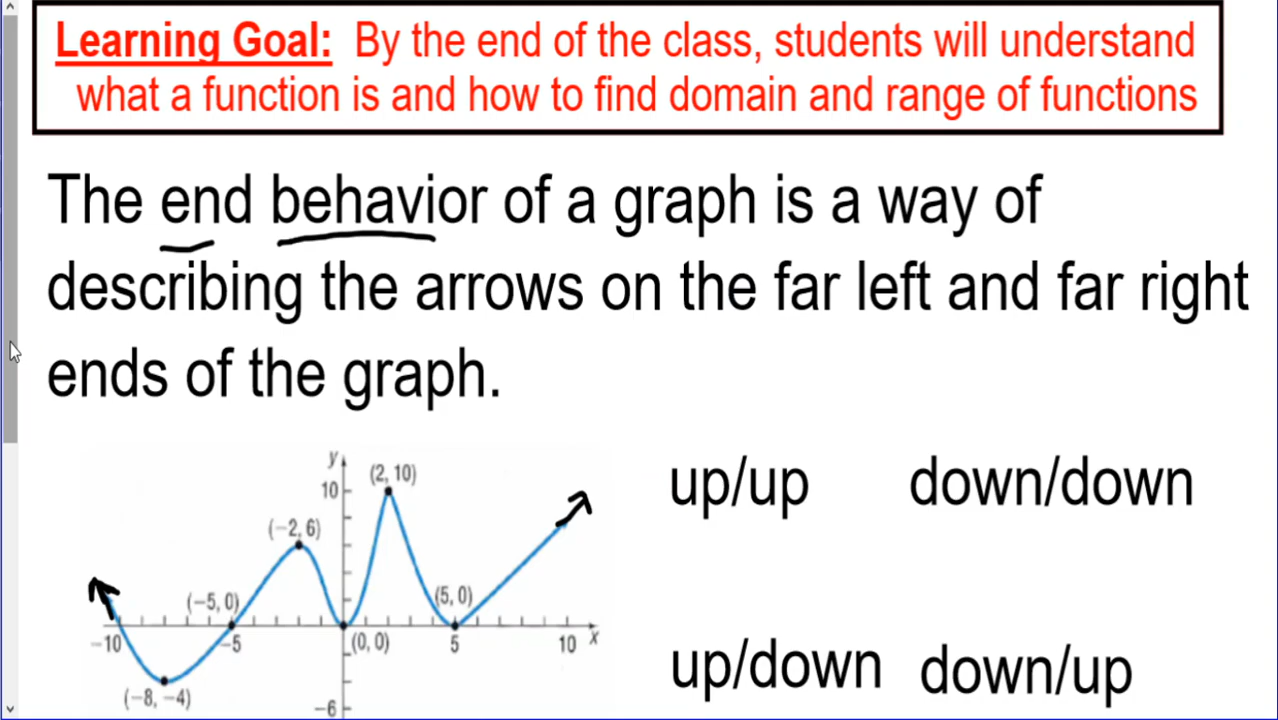 Learning Goal: By the end of the class, students will understand
what a function is and how to find domain and range of functions
The end behavior of a graph is a way of
describing the arrows on the far left and far right
ends of the graph.
y
(2, 10)
10
(−2, 6)
(−5, 0)
(5, 0)
−10
−5
(0, 0)
5
10
x
(−8, −4)
−6
up/up
down/down
up/down
down/up